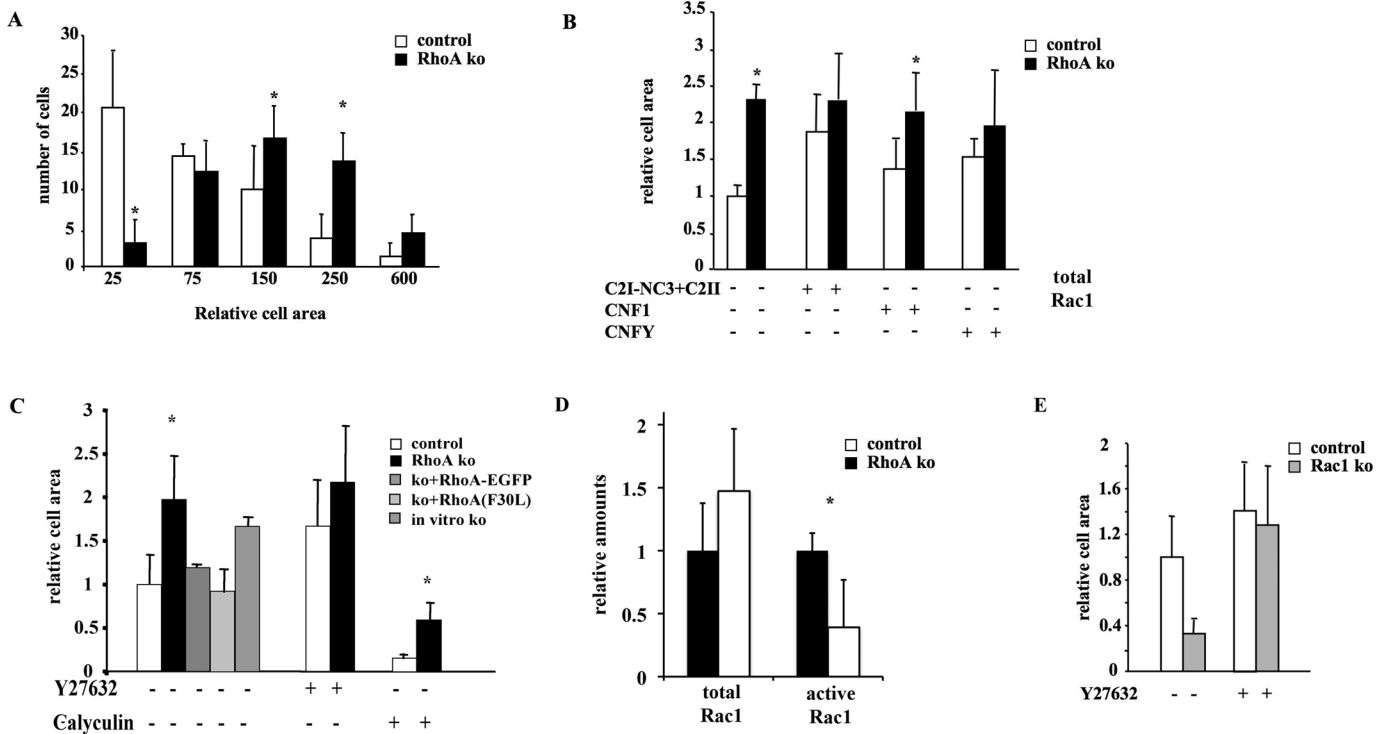 A
number of cells
30
25
20
15
10
5
0
*
*
*
control
RhoA ko
25 75 150 250 600
Relative cell area
B
relative cell area
3.5
3
2.5
2
1.5
1
0.5
0
*
*
control
RhoA ko
C2I-NC3+C2II - - + + - - - -
CNF1 - - - - + + - -
CNFY - - - - - - + +
total
Rac1
C
relative cell area
3
2.5
2
1.5
1
0.5
0
*
*
control
RhoA ko
ko+RhoA-EGFP
ko+RhoA(F30L)
in vitro ko
Y27632 - - - - - + + - -
Calyculin - - - - - - - + +
D
relative amounts
2
1.5
1
0.5
0
*
control
RhoA ko
total
Rac1
active
Rac1
E
relative cell area
2
1.6
1.2
0.8
0.4
0
control
Rac1 ko
Y27632 - - + +